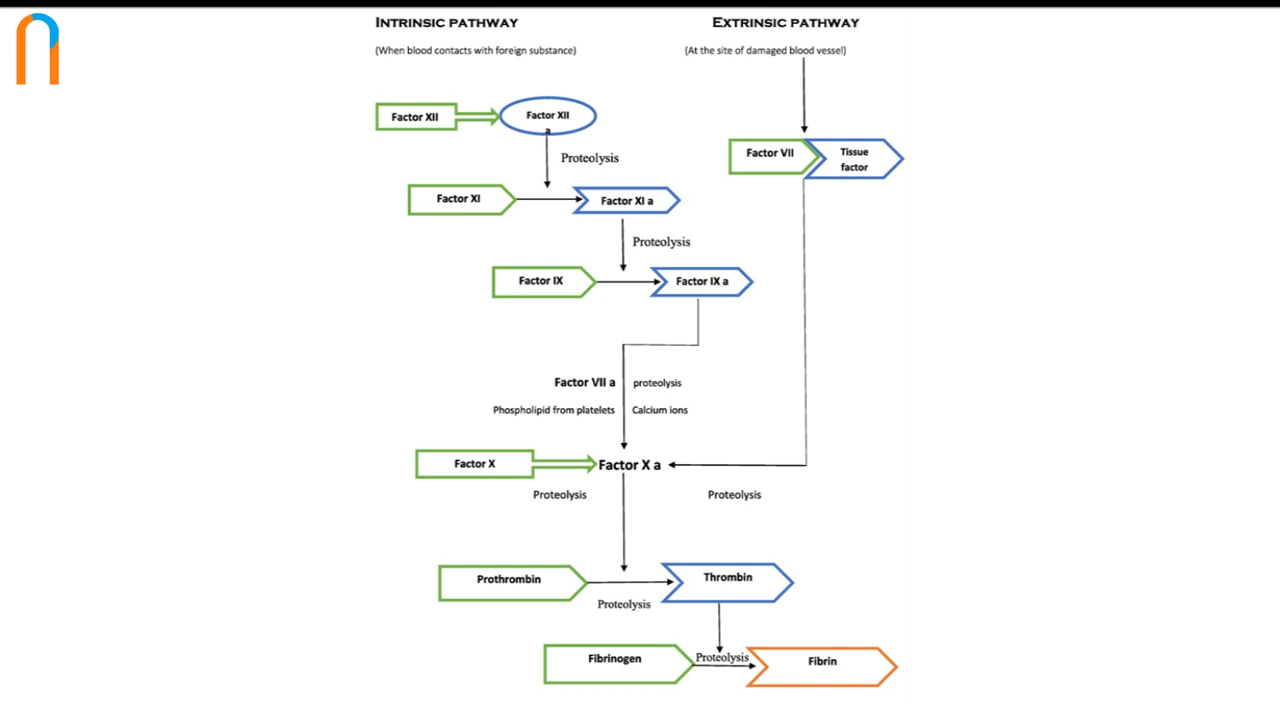 INTRINSIC PATHWAY
EXTRINSIC PATHWAY
(When blood contacts with foreign substance)
(At the site of damaged blood vessel)
Factor XII
Factor XII
a
Proteolysis
Factor VII
Tissue
factor
Factor XI
Factor XI a
Proteolysis
Factor IX
Factor IX a
Factor VII a
proteolysis
Phospholipid from platelets
Calcium ions
Factor X
Factor X a
Proteolysis
Proteolysis
Prothrombin
Thrombin
Proteolysis
Fibrinogen
Proteolysis
Fibrin